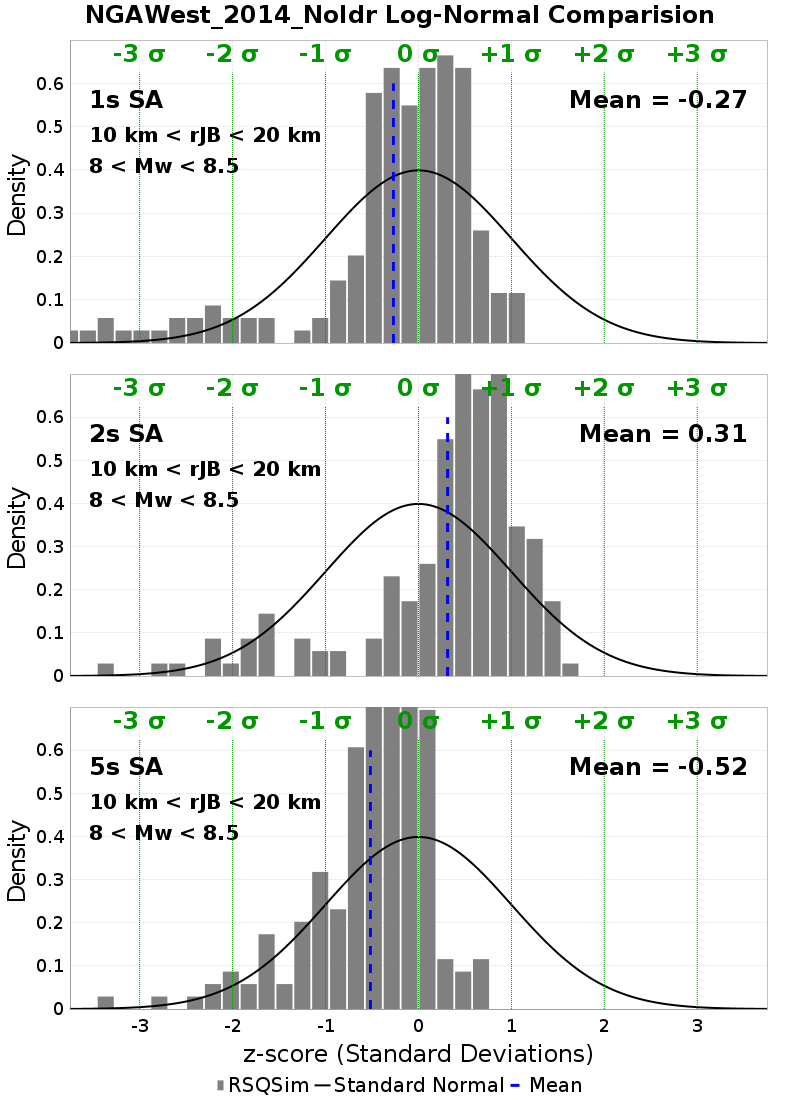 NGAWest_2014_NoIdr Log-Normal Comparision
-3 σ -2 σ -1 σ 0 σ +1 σ +2 σ +3 σ
1s SA
Mean = -0.27
10 km < rJB < 20 km
8 < Mw < 8.5
Density
0.6
0.5
0.4
0.3
0.2
0.1
0
-3 σ -2 σ -1 σ 0 σ +1 σ +2 σ +3 σ
2s SA
Mean = 0.31
10 km < rJB < 20 km
8 < Mw < 8.5
Density
0.6
0.5
0.4
0.3
0.2
0.1
0
-3 σ -2 σ -1 σ 0 σ +1 σ +2 σ +3 σ
5s SA
Mean = -0.52
10 km < rJB < 20 km
8 < Mw < 8.5
Density
0.6
0.5
0.4
0.3
0.2
0.1
0
-3 -2 -1 0 1 2 3
z-score (Standard Deviations)
RSQSim Standard Normal Mean